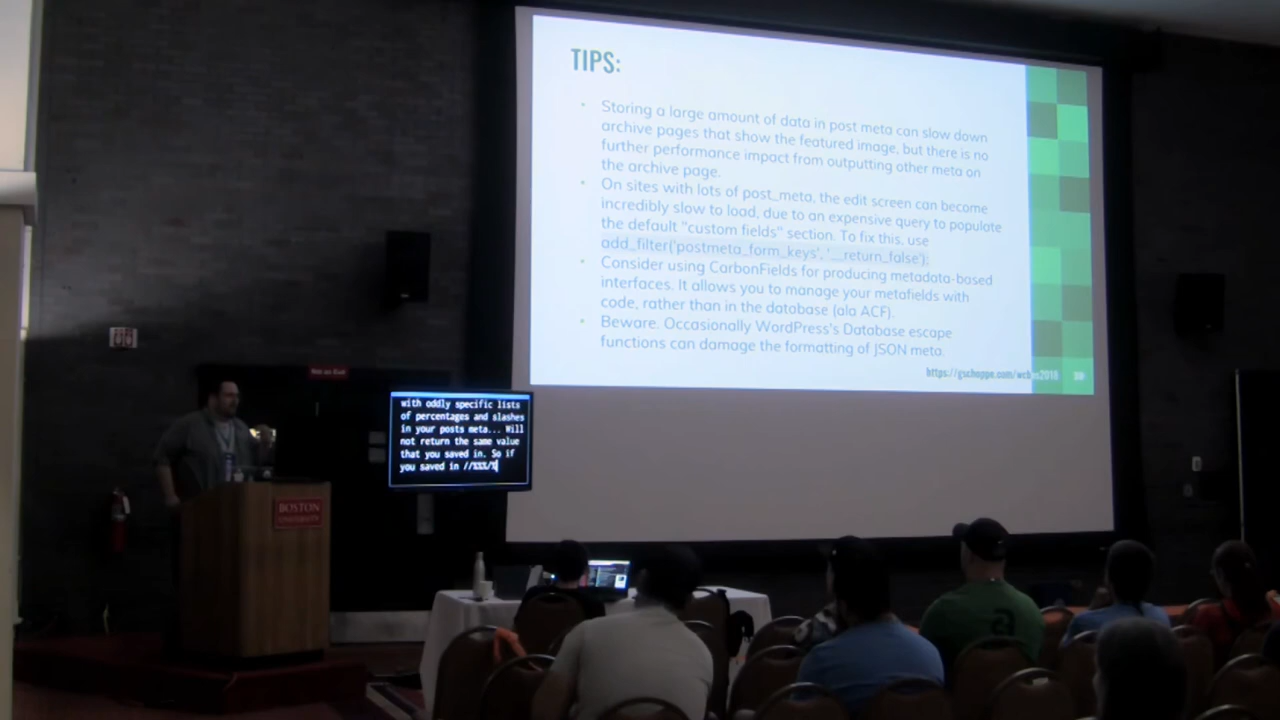 TIPS:
Storing a large amount of data in post meta can slow down
archive pages that show the featured image, but there is no
further performance impact from outputting other meta on
the archive page.
On sites with lots of post_meta, the edit screen can become
incredibly slow to load, due to an expensive query to populate
the default "custom fields" section. To fix this, use
add_filter('postmeta_form_keys', '__return_false');
Consider using CarbonFields for producing metadata-based
interfaces. It allows you to manage your metafields with
code, rather than in the database (ala ACF).
Beware. Occasionally WordPress's Database escape
functions can damage the formatting of JSON meta.
https://gschoppe.com/wcbos2018
with oddly specific lists
of percentages and slashes
in your posts meta... Will
not return the same value
that you saved in. So if
you saved in //%%%/%
BOSTON
UNIVERSITY